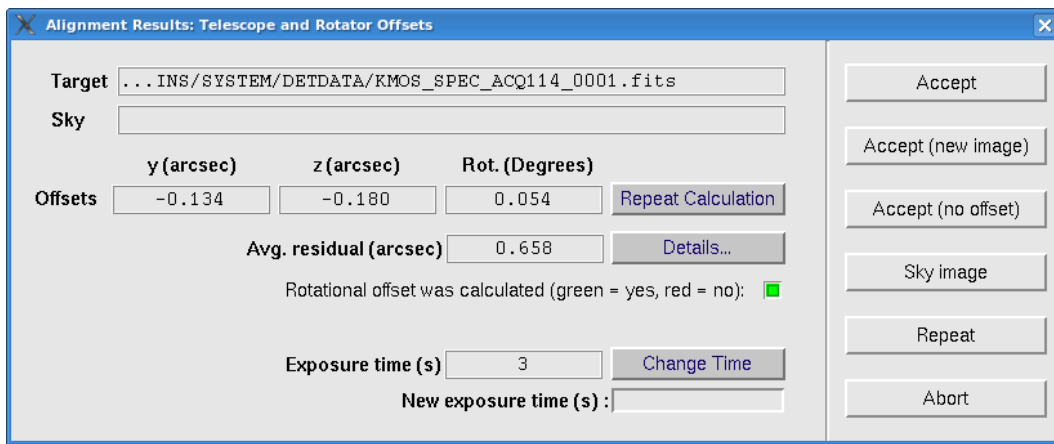 Alignment Results: Telescope and Rotator Offsets
Target ...INS/SYSTEM/DETDATA/KMOS_SPEC_ACQ114_0001.fits
Sky
y (arcsec) z (arcsec) Rot. (Degrees)
Offsets -0.134 -0.180 0.054 Repeat Calculation
Avg. residual (arcsec) 0.658 Details...
Rotational offset was calculated (green = yes, red = no):
Exposure time (s) 3 Change Time
New exposure time (s) :
Accept
Accept (new image)
Accept (no offset)
Sky image
Repeat
Abort